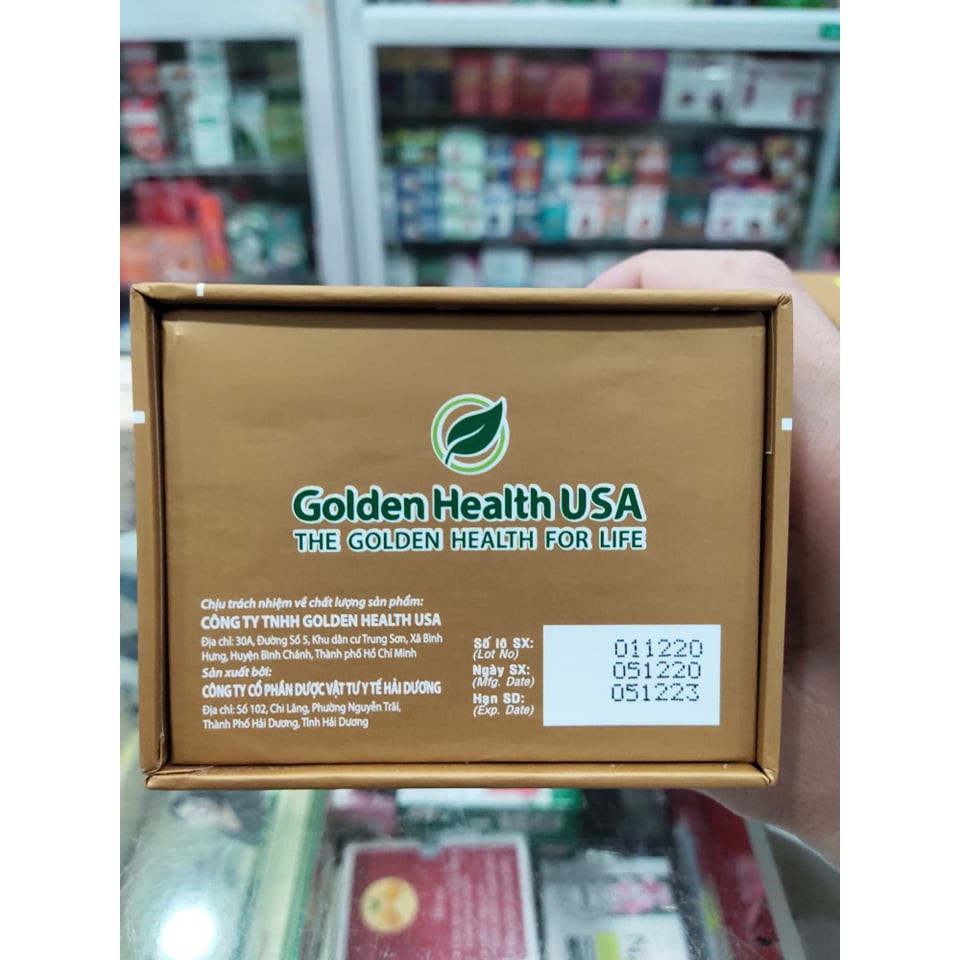 Golden Health USA
THE GOLDEN HEALTH FOR LIFE
Chịu trách nhiệm về chất lượng sản phẩm:
CÔNG TY TNHH GOLDEN HEALTH USA
Địa chỉ: 30A, Đường Số 5, Khu dân cư Trung Sơn, Xã Bình
Hưng, Huyện Bình Chánh, Thành phố Hồ Chí Minh
Sản xuất bởi:
CÔNG TY CỔ PHẦN DƯỢC VẬT TƯ Y TẾ HẢI DƯƠNG
Địa chỉ: Số 102, Chi Lăng, Phường Nguyễn Trãi,
Thành Phố Hải Dương, Tỉnh Hải Dương
Số lô SX: 011220
(Lot No)
Ngày SX: 051220
(Mfg. Date)
Hạn SD: 051223
(Exp. Date)